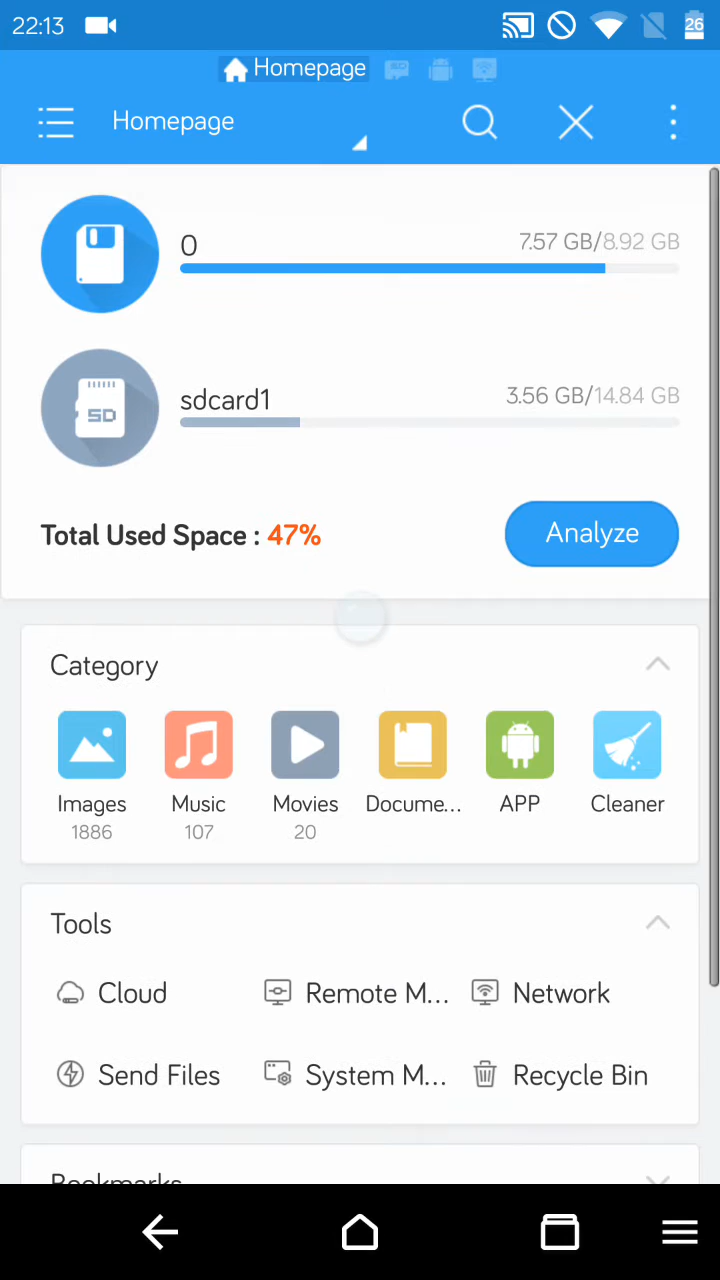 22:13
26
Homepage
Homepage
0
7.57 GB/8.92 GB
SD
sdcard1
3.56 GB/14.84 GB
Total Used Space : 47%
Analyze
Category
Images Music Movies Docume... APP Cleaner
1886 107 20
Tools
Cloud Remote M... Network
Send Files System M... Recycle Bin
Bookmarks